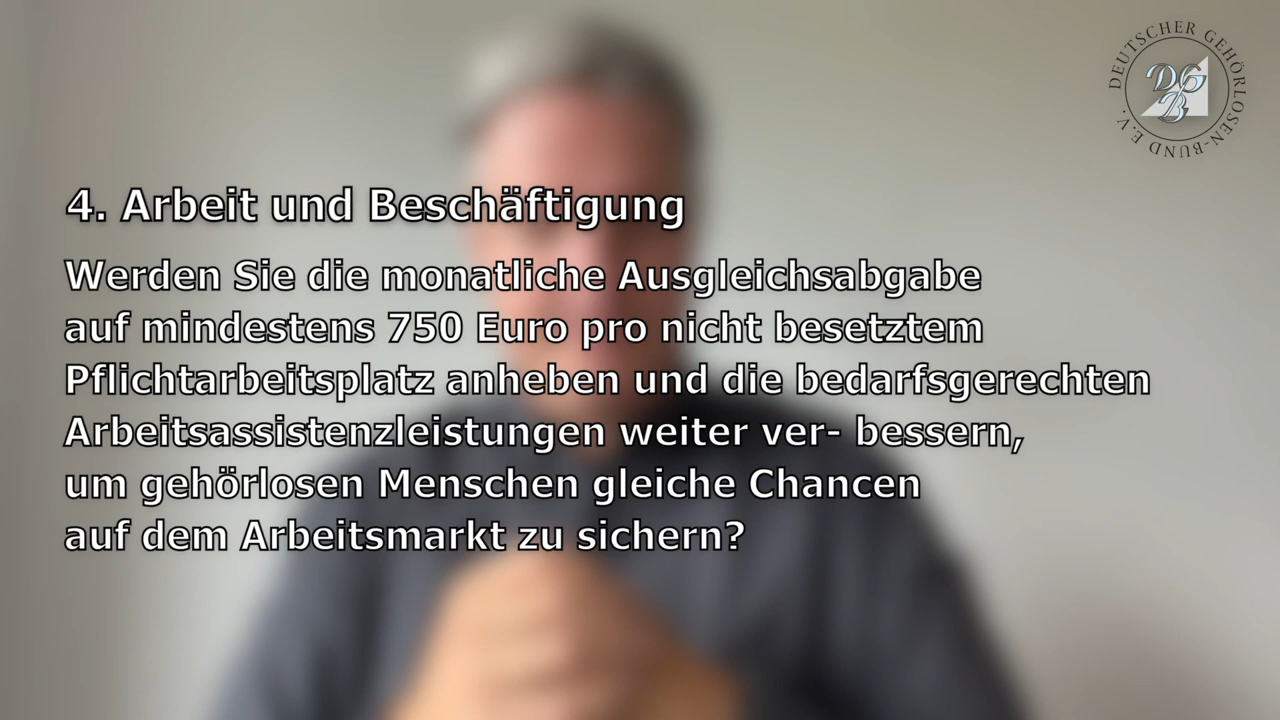 DEUTSCHER GEHÖRLOSEN-BUND E.V.
DGB
4. Arbeit und Beschäftigung
Werden Sie die monatliche Ausgleichsabgabe
auf mindestens 750 Euro pro nicht besetztem
Pflichtarbeitsplatz anheben und die bedarfsgerechten
Arbeitsassistenzleistungen weiter ver- bessern,
um gehörlosen Menschen gleiche Chancen
auf dem Arbeitsmarkt zu sichern?